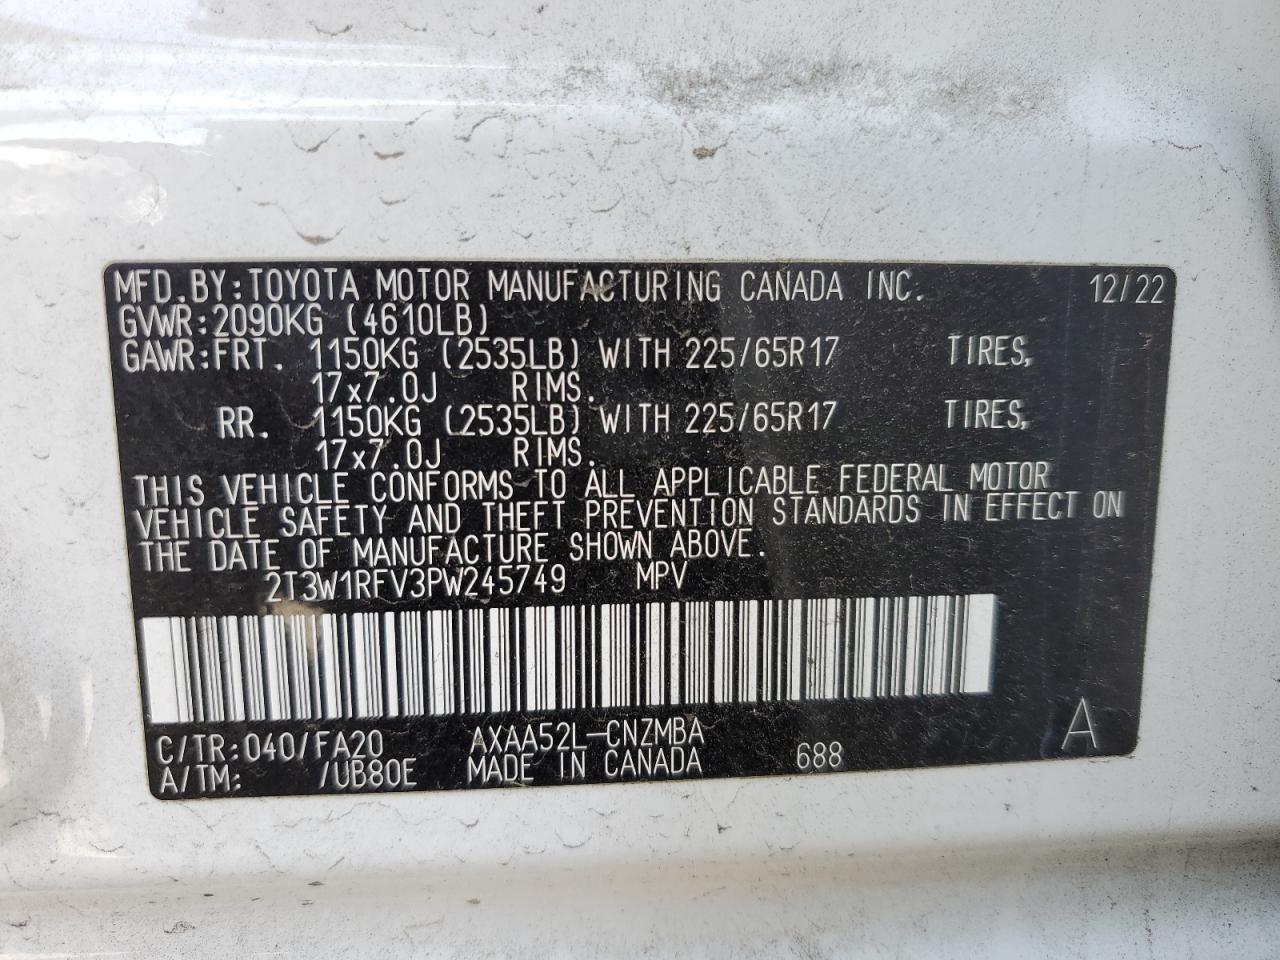 MFD.BY:TOYOTA MOTOR MANUFACTURING CANADA INC. 12/22
GVWR:2090KG (4610LB)
GAWR:FRT. 1150KG (2535LB) WITH 225/65R17 TIRES,
17x7.0J RIMS.
RR. 1150KG (2535LB) WITH 225/65R17 TIRES,
17x7.0J RIMS.
THIS VEHICLE CONFORMS TO ALL APPLICABLE FEDERAL MOTOR
VEHICLE SAFETY AND THEFT PREVENTION STANDARDS IN EFFECT ON
THE DATE OF MANUFACTURE SHOWN ABOVE.
2T3W1RFV3PW245749 MPV
C/TR:040/FA20 AXAA52L-CNZMBA A
A/TM: /UB80E MADE IN CANADA 688